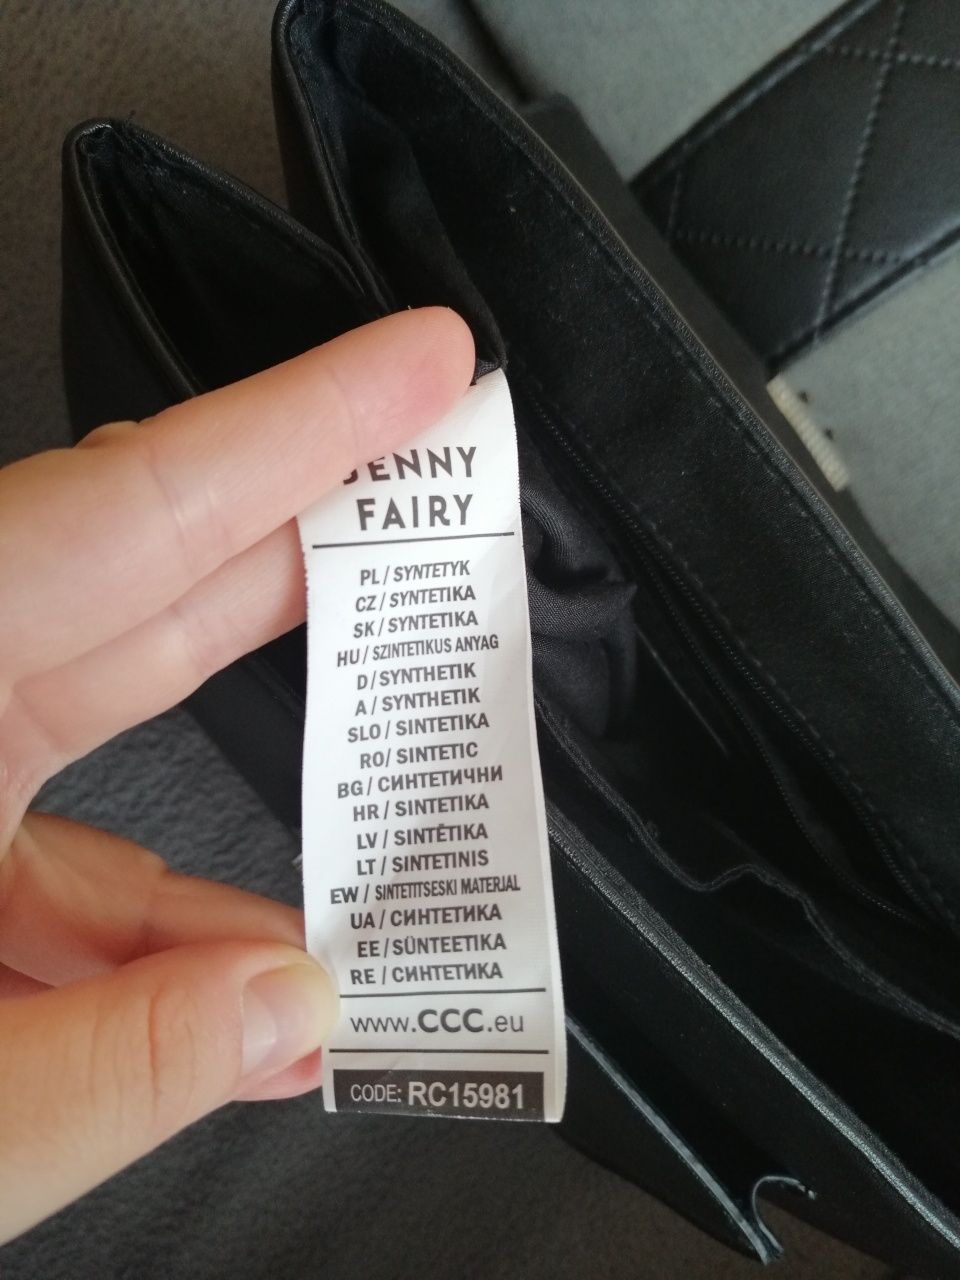 JENNY
FAIRY
PL/SYNTETYK
CZ/SYNTETIKA
SK/SYNTETIKA
HU/SZINTETIKUS ANYAG
D/SYNTHETIK
A/SYNTHETIK
SLO/SINTETIKA
RO/SINTETIC
BG/СИНТЕТИЧНИ
HR/SINTETIKA
LV/SINTĒTIKA
LT/SINTETINIS
EW/SINTETITSESKI MATERJAL
UA/СИНТЕТИКА
EE/SÜNTEETIKA
RE/СИНТЕТИКА
www.CCC.eu
CODE: RC15981